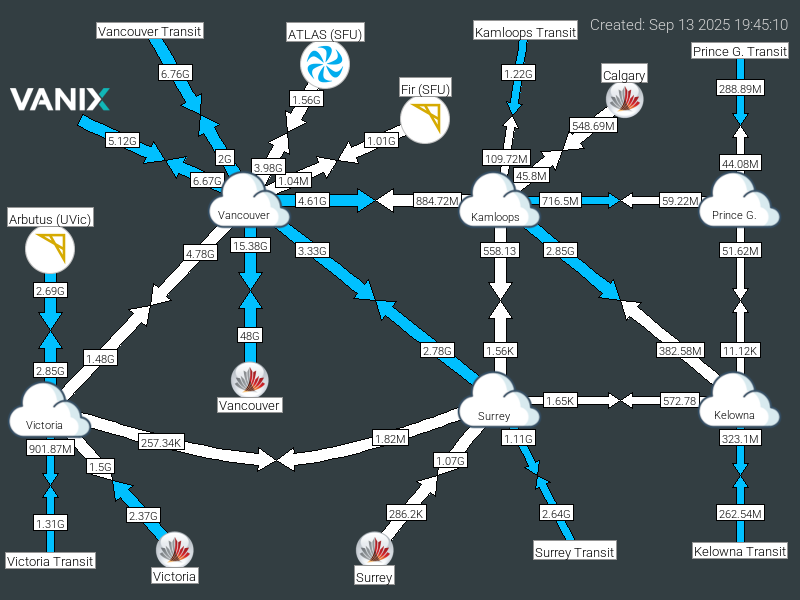 Created: Sep 13 2025 19:45:10
Vancouver Transit
ATLAS (SFU)
Kamloops Transit
Prince G. Transit
6.76G
1.22G
Calgary
288.89M
Fir (SFU)
VANIX
1.56G
548.69M
5.12G
1.01G
2G
109.72M
44.08M
3.98G
45.8M
6.67G
1.04M
4.61G
884.72M
716.5M
59.22M
Vancouver
Kamloops
Prince G.
Arbutus (UVic)
15.38G
3.33G
558.13
2.85G
51.62M
4.78G
2.69G
48G
1.48G
2.78G
1.56K
382.58M
11.12K
2.85G
Vancouver
1.65K
572.78
Victoria
Surrey
Kelowna
257.34K
1.82M
1.11G
323.1M
901.87M
1.5G
1.07G
2.37G
286.2K
2.64G
262.54M
1.31G
Victoria Transit
Victoria
Surrey
Surrey Transit
Kelowna Transit